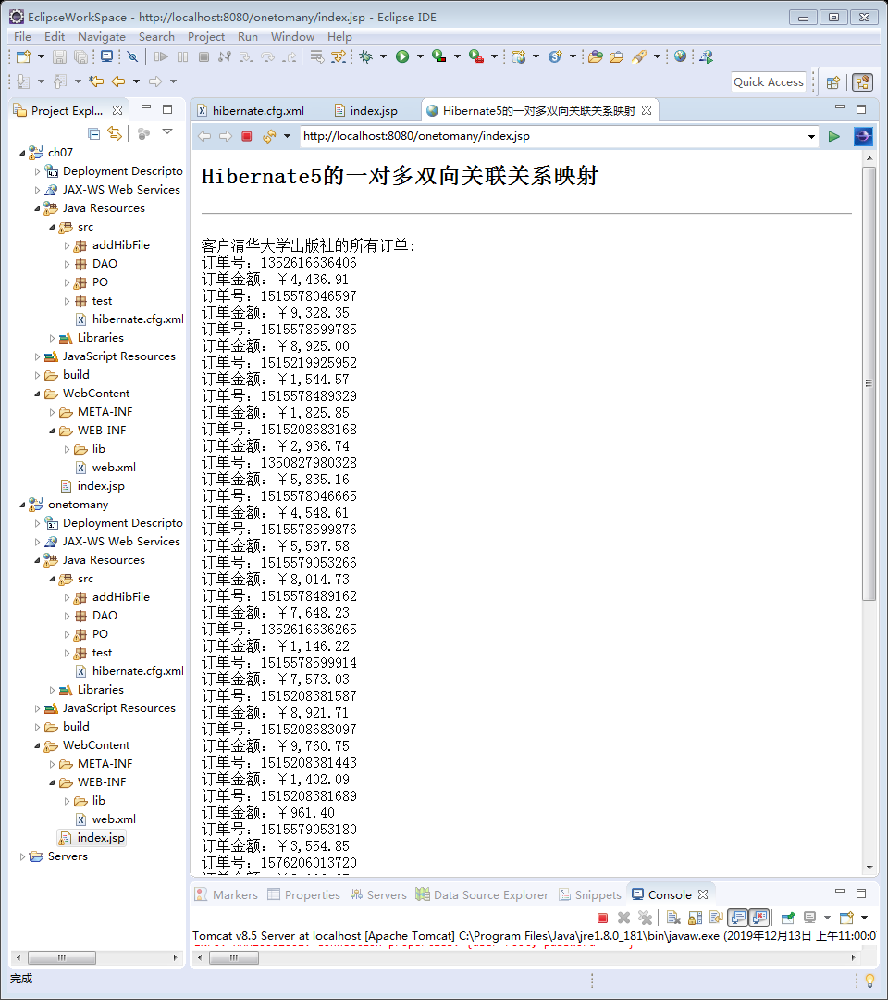 EclipseWorkSpace - http://localhost:8080/onetomany/index.jsp - Eclipse IDE
File Edit Navigate Search Project Run Window Help
Quick Access
Project Expl...
ch07
Deployment Descripto
JAX-WS Web Services
Java Resources
src
addHibFile
DAO
PO
test
hibernate.cfg.xml
Libraries
JavaScript Resources
build
WebContent
META-INF
WEB-INF
lib
web.xml
index.jsp
onetomany
Deployment Descripto
JAX-WS Web Services
Java Resources
src
addHibFile
DAO
PO
test
hibernate.cfg.xml
Libraries
JavaScript Resources
build
WebContent
META-INF
WEB-INF
lib
web.xml
index.jsp
Servers
hibernate.cfg.xml index.jsp Hibernate5的一对多双向关联关系映射
http://localhost:8080/onetomany/index.jsp
Hibernate5的一对多双向关联关系映射
客户清华大学出版社的所有订单:
订单号: 1352616636406
订单金额: ￥4,436.91
订单号: 1515578046597
订单金额: ￥9,328.35
订单号: 1515578599785
订单金额: ￥8,925.00
订单号: 1515219925952
订单金额: ￥1,544.57
订单号: 1515578489329
订单金额: ￥1,825.85
订单号: 1515208683168
订单金额: ￥2,936.74
订单号: 1350827980328
订单金额: ￥5,835.16
订单号: 1515578046665
订单金额: ￥4,548.61
订单号: 1515578599876
订单金额: ￥5,597.58
订单号: 1515579053266
订单金额: ￥8,014.73
订单号: 1515578489162
订单金额: ￥7,648.23
订单号: 1352616636265
订单金额: ￥1,146.22
订单号: 1515578599914
订单金额: ￥7,573.03
订单号: 1515208381587
订单金额: ￥8,921.71
订单号: 1515208683097
订单金额: ￥9,760.75
订单号: 1515208381443
订单金额: ￥1,402.09
订单号: 1515208381689
订单金额: ￥961.40
订单号: 1515579053180
订单金额: ￥3,554.85
订单号: 1576206013720
Markers Properties Servers Data Source Explorer Snippets Console
Tomcat v8.5 Server at localhost [Apache Tomcat] C:\Program Files\Java\jre1.8.0_181\bin\javaw.exe (2019年12月13日 上午11:00:0
完成